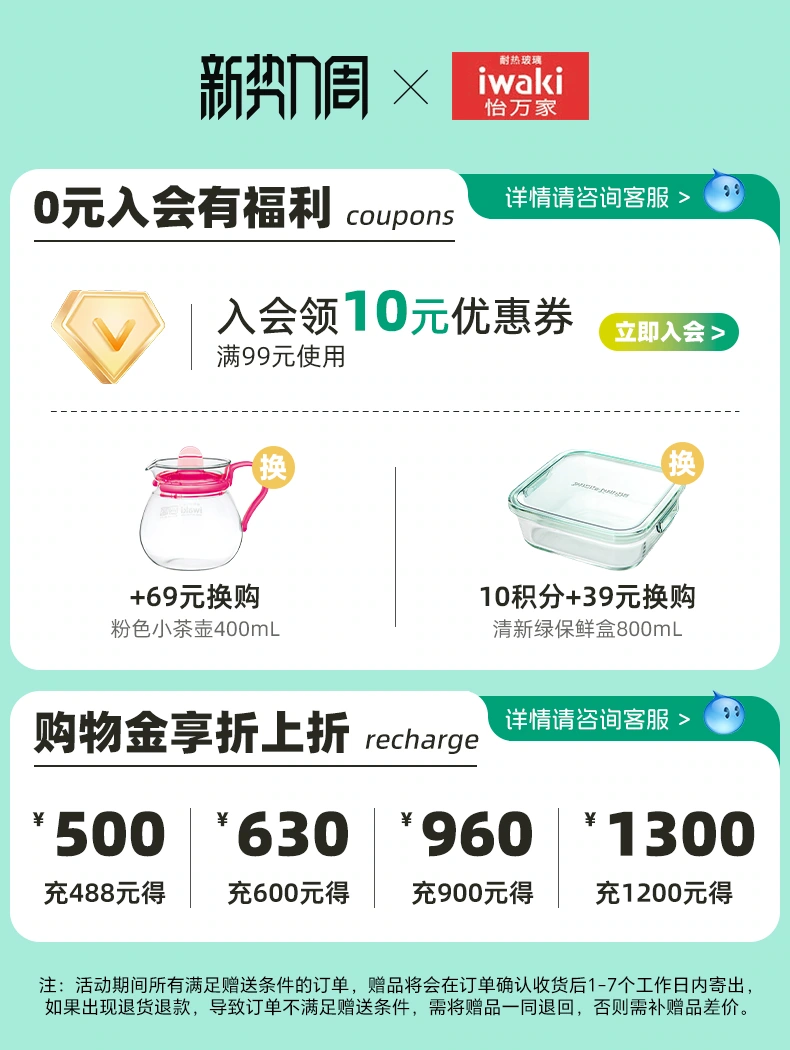 新势力周
耐热玻璃
iwaki
怡万家
0元入会有福利 coupons
详情请咨询客服 >
入会领10元优惠券
满99元使用
立即入会 >
换
换
+69元换购
粉色小茶壶400mL
10积分+39元换购
清新绿保鲜盒800mL
购物金享折上折 recharge
详情请咨询客服 >
¥500
充488元得
¥630
充600元得
¥960
充900元得
¥1300
充1200元得
注：活动期间所有满足赠送条件的订单，赠品将会在订单确认收货后1-7个工作日内寄出，
如果出现退货退款，导致订单不满足赠送条件，需将赠品一同退回，否则需补赠品差价。